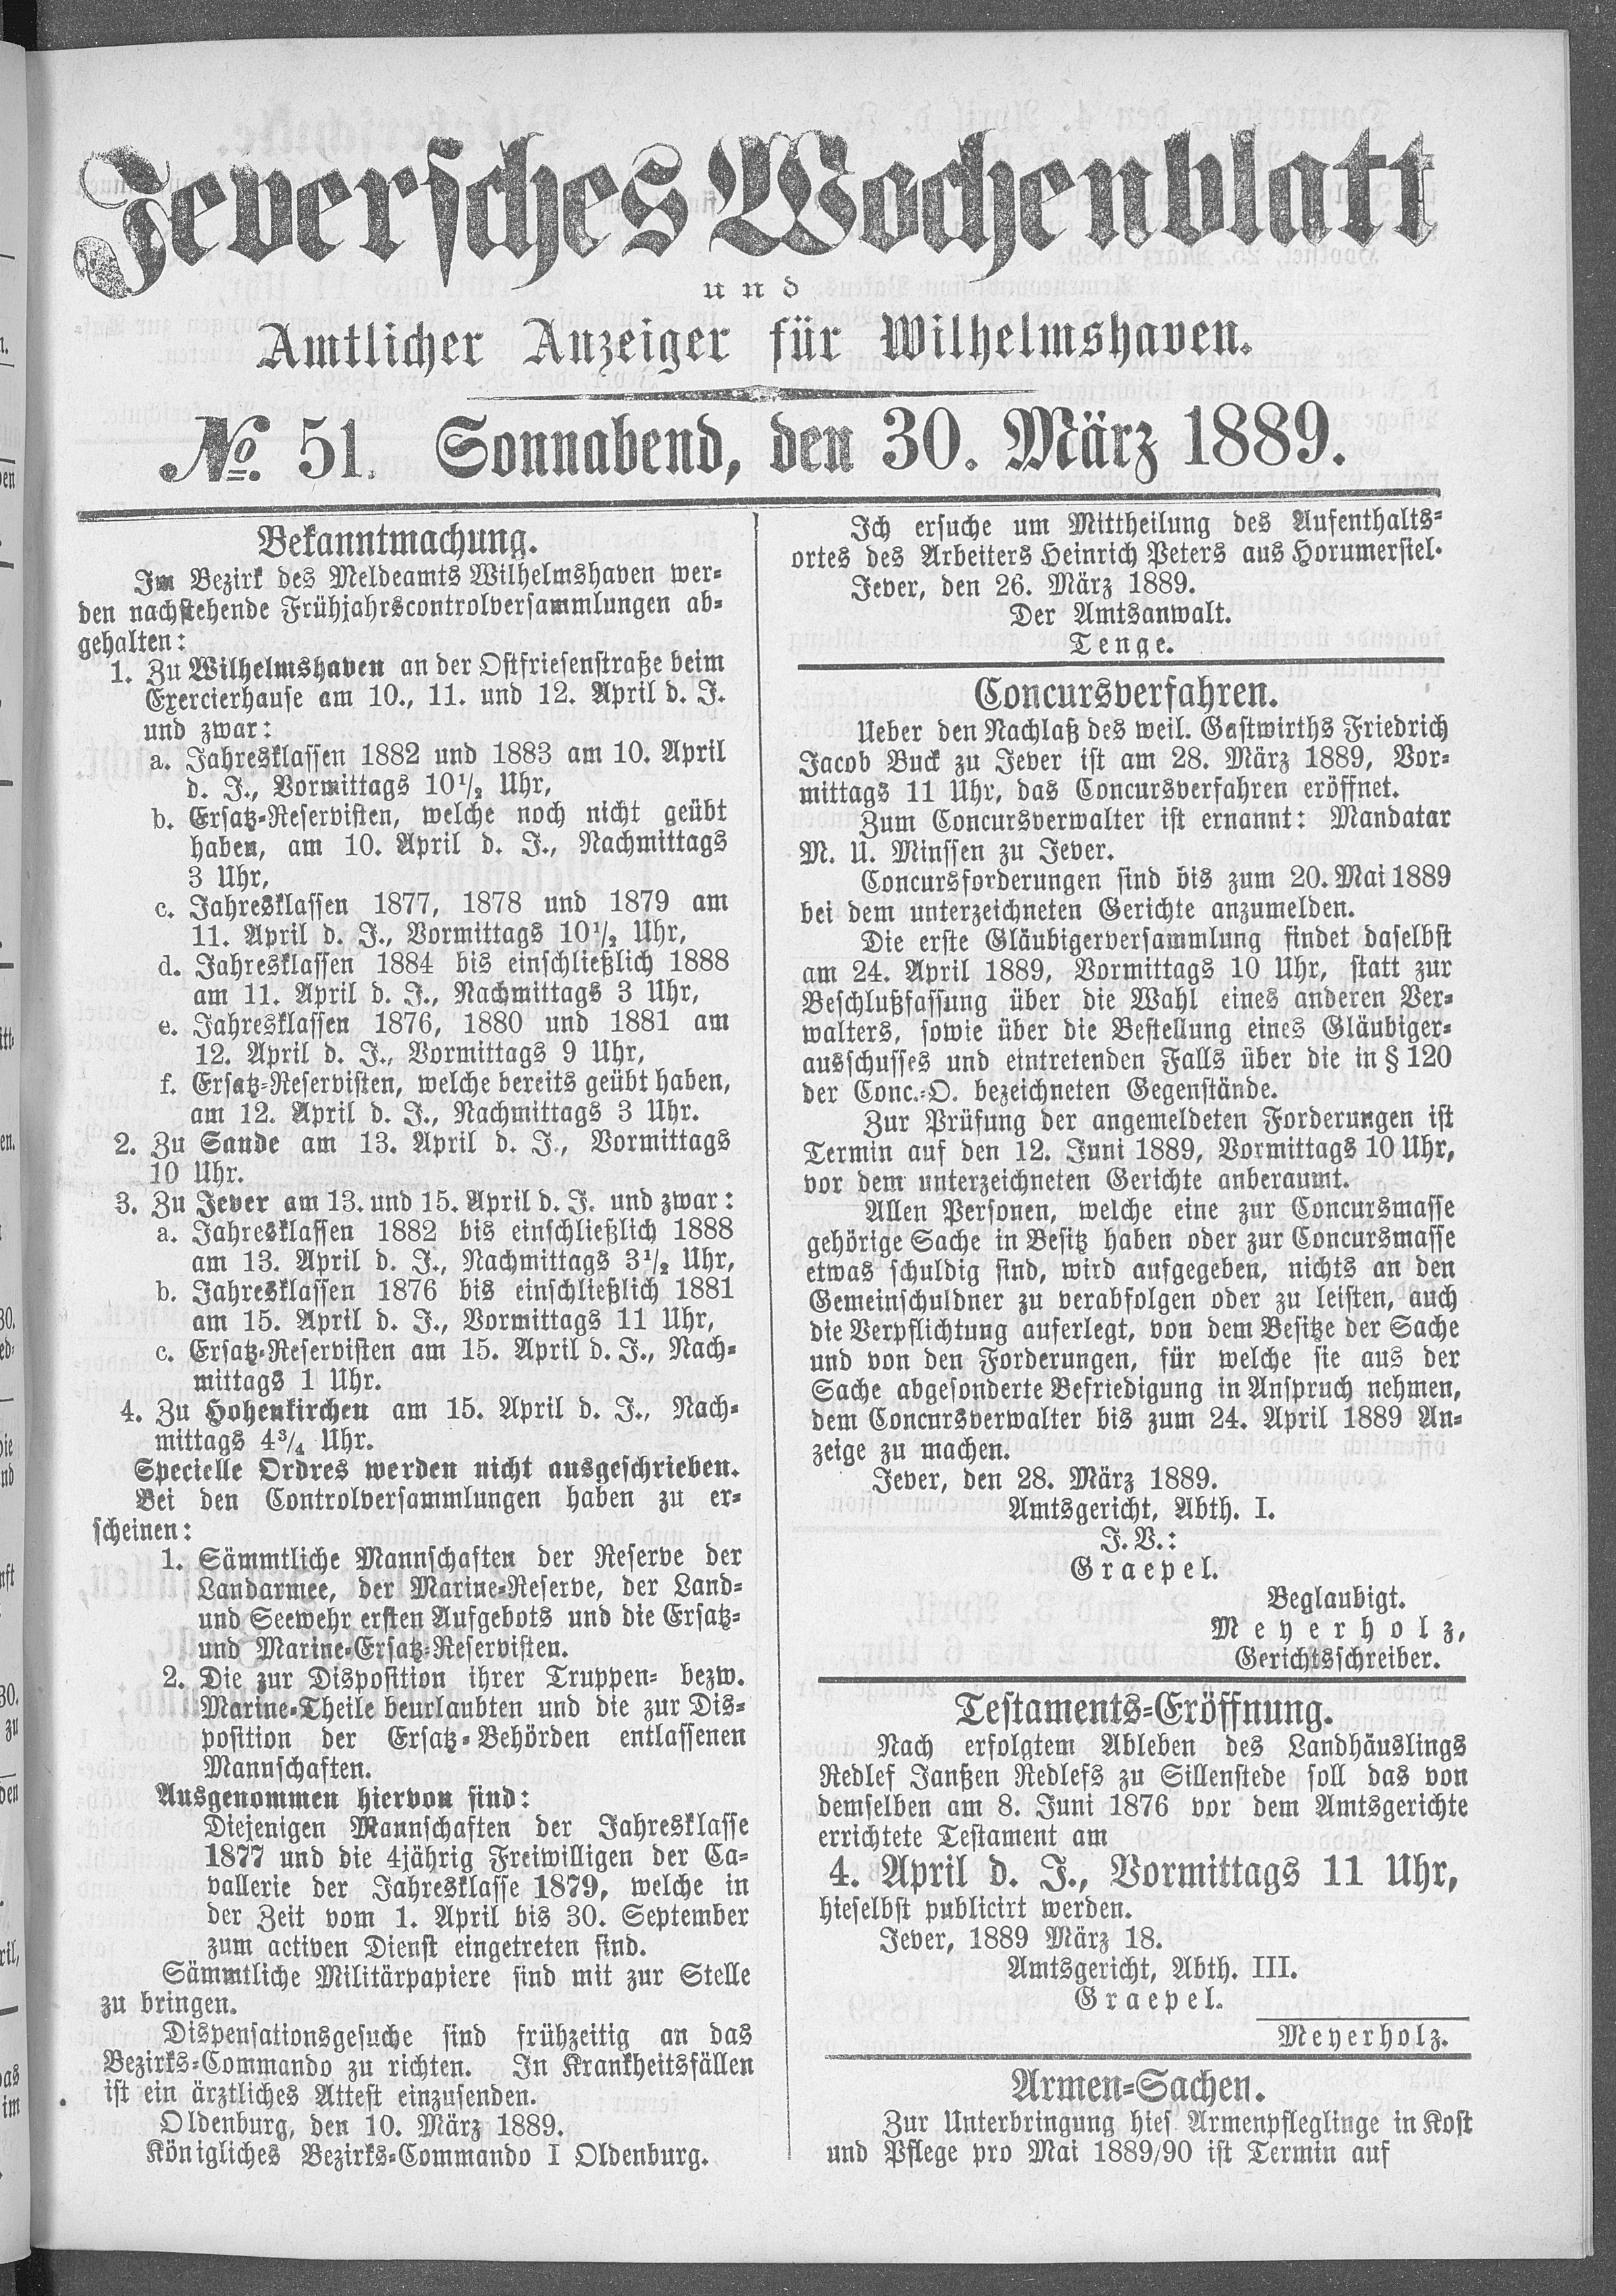 Jeversches Wochenblatt
und
Amtlicher Anzeiger für Wilhelmshaven.
No. 51. Sonnabend, den 30. März 1889.
Bekanntmachung.
Im Bezirk des Meldeamts Wilhelmshaven wer-
den nachstehende Frühjahrscontrolversammlungen ab-
gehalten:
1. Zu Wilhelmshaven an der Ostfriesenstraße beim
Exercierhause am 10., 11. und 12. April d. J.
und zwar:
a. Jahresklassen 1882 und 1883 am 10. April
d. J., Vormittags 10½ Uhr,
b. Ersatz-Reservisten, welche noch nicht geübt
haben, am 10. April d. J., Nachmittags
3 Uhr,
c. Jahresklassen 1877, 1878 und 1879 am
11. April d. J., Vormittags 10½ Uhr,
d. Jahresklassen 1884 bis einschließlich 1888
am 11. April d. J., Nachmittags 3 Uhr,
e. Jahresklassen 1876, 1880 und 1881 am
12. April d. J., Vormittags 9 Uhr,
f. Ersatz-Reservisten, welche bereits geübt haben,
am 12. April d. J., Nachmittags 3 Uhr.
2. Zu Sande am 13. April d. J., Vormittags
10 Uhr.
3. Zu Jever am 13. und 15. April d. J. und zwar:
a. Jahresklassen 1882 bis einschließlich 1888
am 13. April d. J., Nachmittags 3½ Uhr,
b. Jahresklassen 1876 bis einschließlich 1881
am 15. April d. J., Vormittags 11 Uhr,
c. Ersatz-Reservisten am 15. April d. J., Nach-
mittags 1 Uhr.
4. Zu Hohenkirchen am 15. April d. J., Nach-
mittags 4¾ Uhr.
Specielle Ordres werden nicht ausgeschrieben.
Bei den Controlversammlungen haben zu er-
scheinen:
1. Sämmtliche Mannschaften der Reserve der
Landarmee, der Marine-Reserve, der Land-
und Seewehr ersten Aufgebots und die Ersatz-
und Marine-Ersatz-Reservisten.
2. Die zur Disposition ihrer Truppen- bezw.
Marine-Theile beurlaubten und die zur Dis-
position der Ersatz-Behörden entlassenen
Mannschaften.
Ausgenommen hiervon sind:
Diejenigen Mannschaften der Jahresklasse
1877 und die 4jährig Freiwilligen der Ca-
vallerie der Jahresklasse 1879, welche in
der Zeit vom 1. April bis 30. September
zum activen Dienst eingetreten sind.
Sämmtliche Militärpapiere sind mit zur Stelle
zu bringen.
Dispensationsgesuche sind frühzeitig an das
Bezirks-Commando zu richten. In Krankheitsfällen
ist ein ärztliches Attest einzusenden.
Oldenburg, den 10. März 1889.
Königliches Bezirks-Commando I Oldenburg.
Ich ersuche um Mittheilung des Aufenthalts-
ortes des Arbeiters Heinrich Peters aus Horumersiel.
Jever, den 26. März 1889.
Der Amtsanwalt.
Tenge.
Concursverfahren.
Ueber den Nachlaß des weil. Gastwirths Friedrich
Jacob Buck zu Jever ist am 28. März 1889, Vor-
mittags 11 Uhr, das Concursverfahren eröffnet.
Zum Concursverwalter ist ernannt: Mandatar
M. U. Minssen zu Jever.
Concursforderungen sind bis zum 20. Mai 1889
bei dem unterzeichneten Gerichte anzumelden.
Die erste Gläubigerversammlung findet daselbst
am 24. April 1889, Vormittags 10 Uhr, statt zur
Beschlußfassung über die Wahl eines anderen Ver-
walters, sowie über die Bestellung eines Gläubiger-
ausschusses und eintretenden Falls über die in § 120
der Conc.-O. bezeichneten Gegenstände.
Zur Prüfung der angemeldeten Forderungen ist
Termin auf den 12. Juni 1889, Vormittags 10 Uhr,
vor dem unterzeichneten Gerichte anberaumt.
Allen Personen, welche eine zur Concursmasse
gehörige Sache in Besitz haben oder zur Concursmasse
etwas schuldig sind, wird aufgegeben, nichts an den
Gemeinschuldner zu verabfolgen oder zu leisten, auch
die Verpflichtung auferlegt, von dem Besitze der Sache
und von den Forderungen, für welche sie aus der
Sache abgesonderte Befriedigung in Anspruch nehmen,
dem Concursverwalter bis zum 24. April 1889 An-
zeige zu machen.
Jever, den 28. März 1889.
Amtsgericht, Abth. I.
J. V.:
Graepel.
Beglaubigt.
Meyerholz,
Gerichtsschreiber.
Testaments-Eröffnung.
Nach erfolgtem Ableben des Landhäuslings
Redlef Janßen Redlefs zu Sillenstede soll das von
demselben am 8. Juni 1876 vor dem Amtsgerichte
errichtete Testament am
4. April d. J., Vormittags 11 Uhr,
hieselbst publicirt werden.
Jever, 1889 März 18.
Amtsgericht, Abth. III.
Graepel.
Meyerholz.
Armen-Sachen.
Zur Unterbringung hies. Armenpfleglinge in Kost
und Pflege pro Mai 1889/90 ist Termin auf